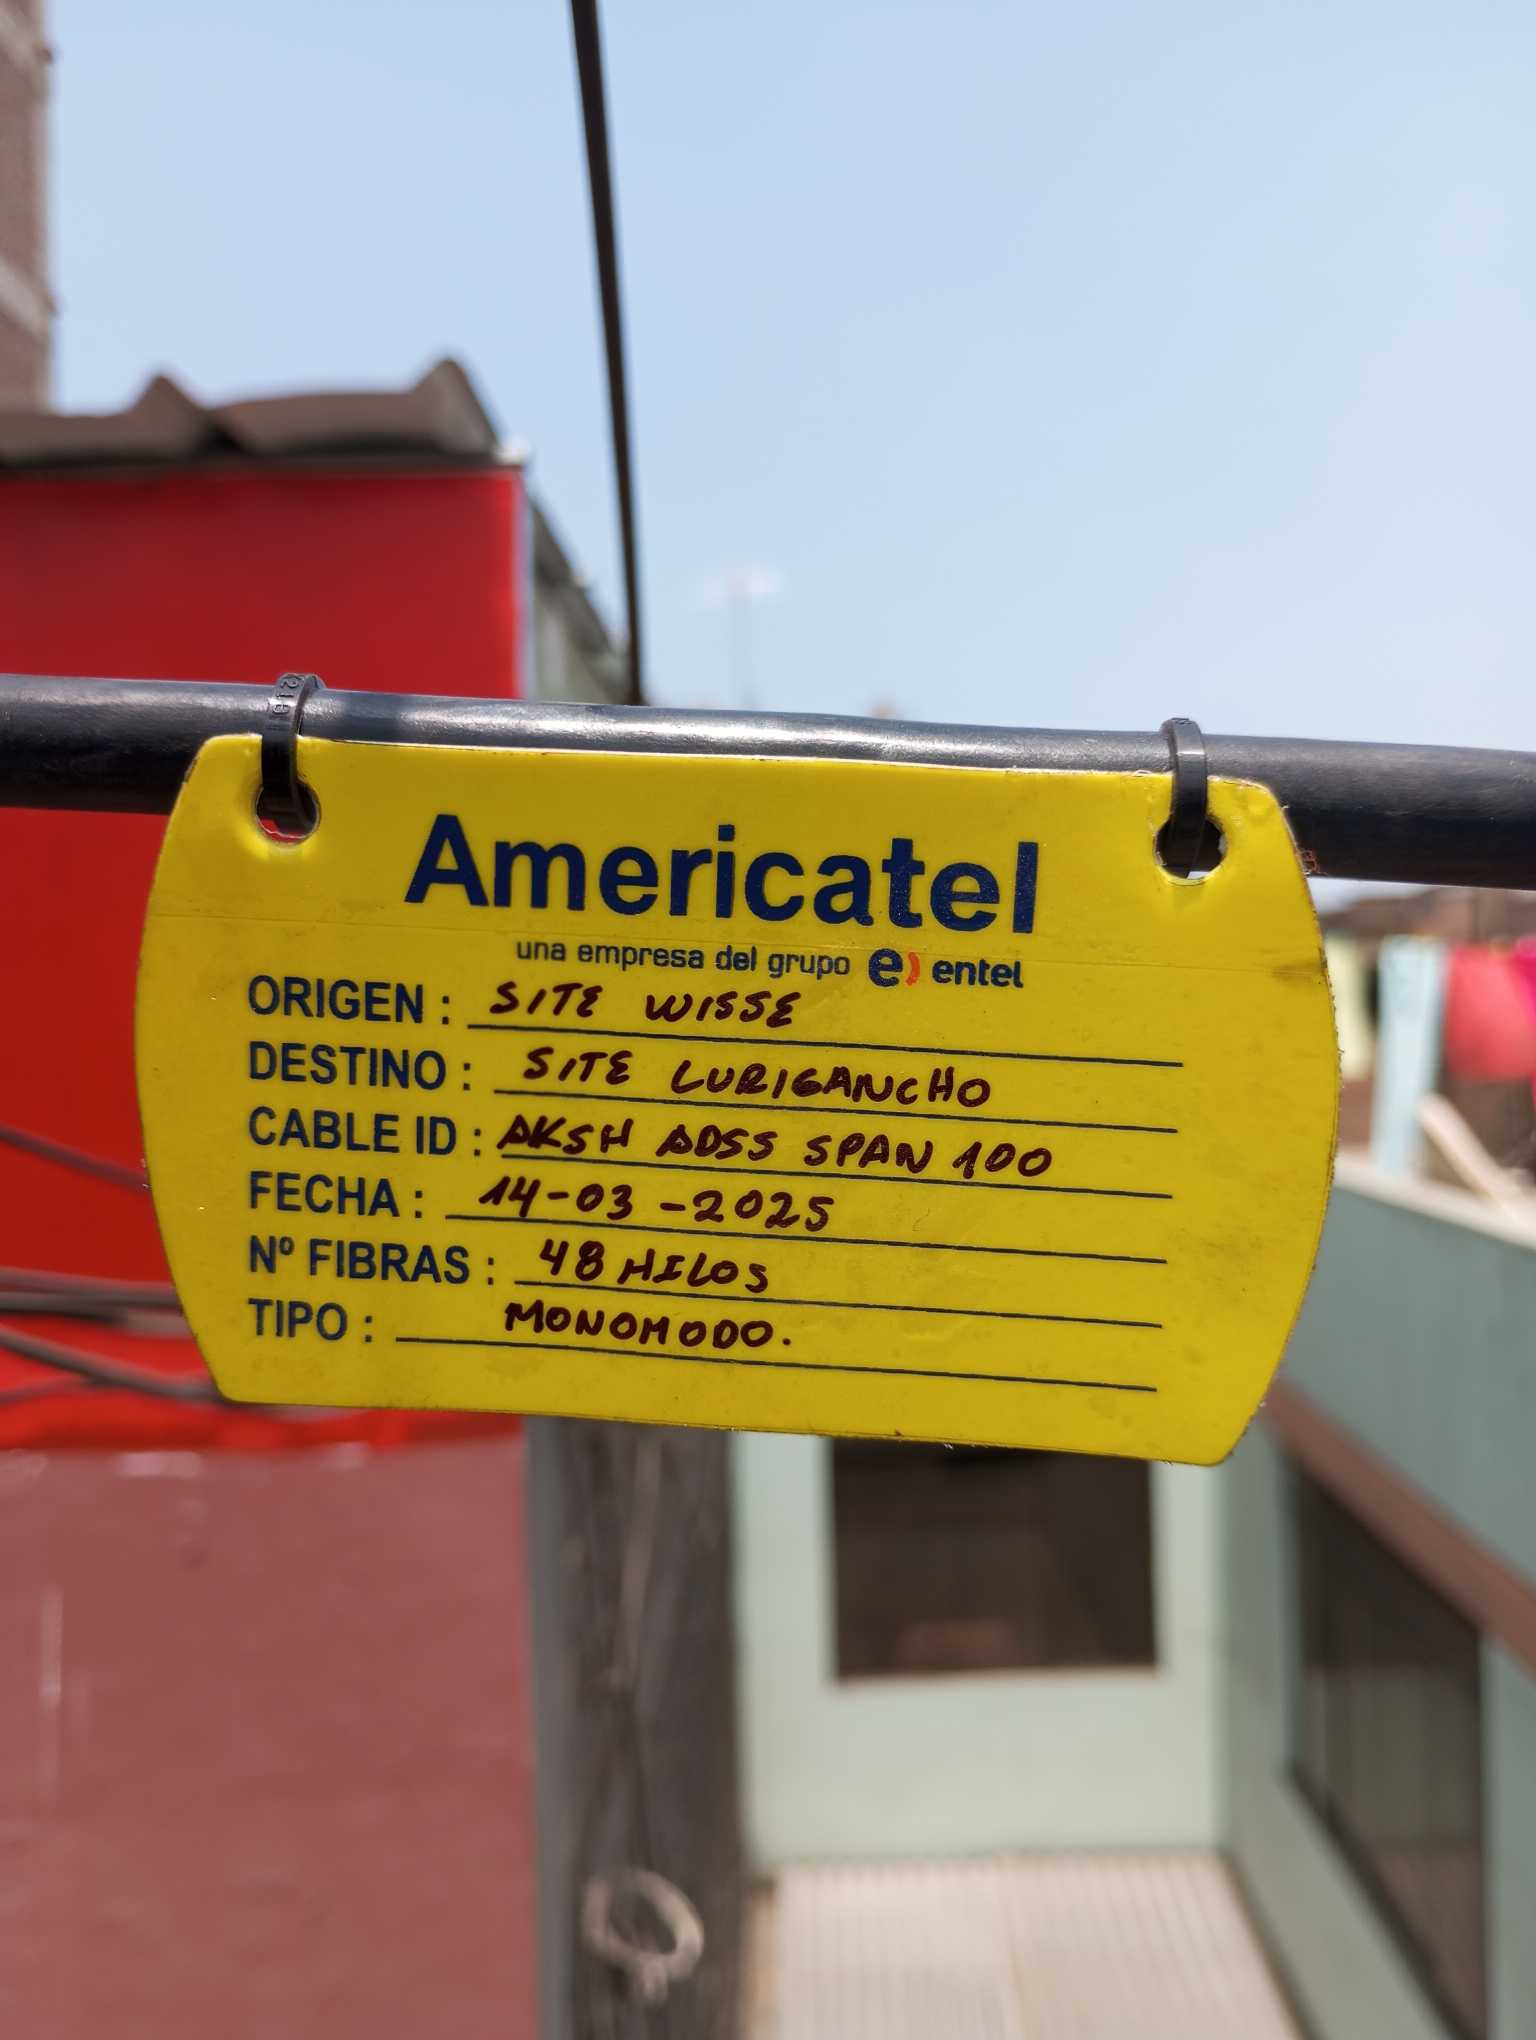 Americatel
una empresa del grupo e) entel
ORIGEN : SITE WISSE
DESTINO : SITE LURIGANCHO
CABLE ID : AKSH ADSS SPAN 100
FECHA : 14-03-2025
Nº FIBRAS : 48 HILOS
TIPO : MONOMODO.